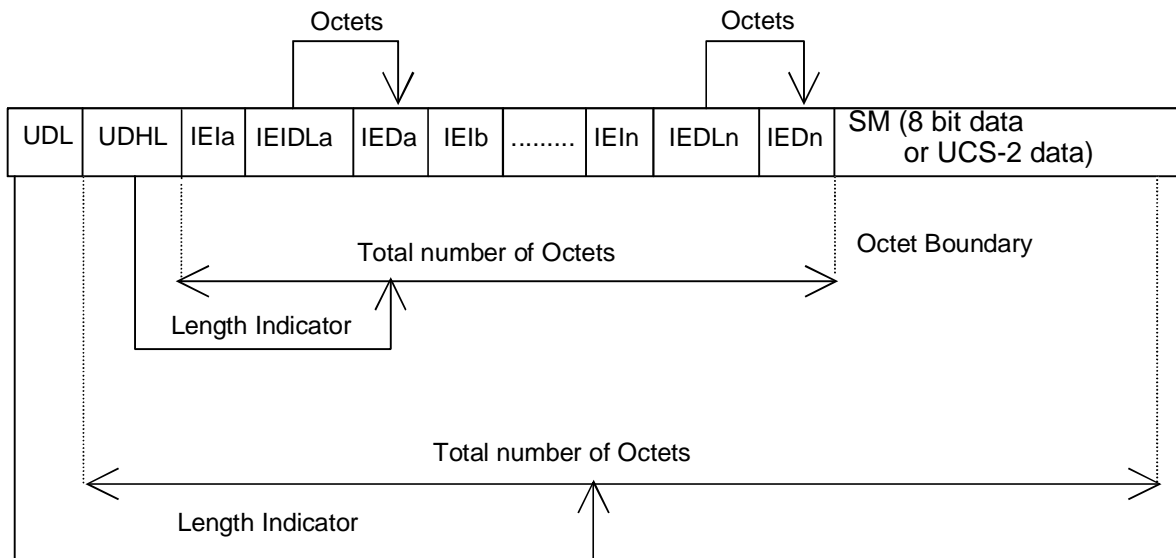 Octets
Octets
UDL UDHL IEIa IEIDLa IEDa IEIb ......... IEIn IEDLn IEDn SM (8 bit data
or UCS-2 data)
Total number of Octets
Octet Boundary
Length Indicator
Total number of Octets
Length Indicator